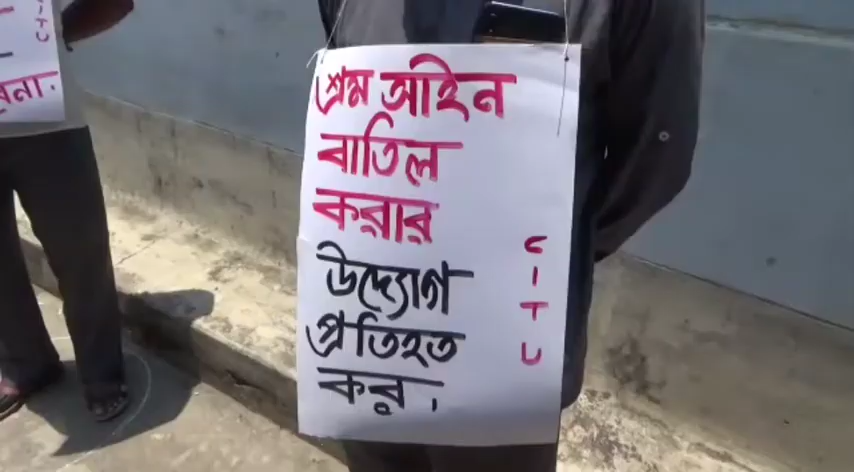 শ্রম আইন
বাতিল
করার
উদ্যোগ
প্রতিহত
কর.
CITU